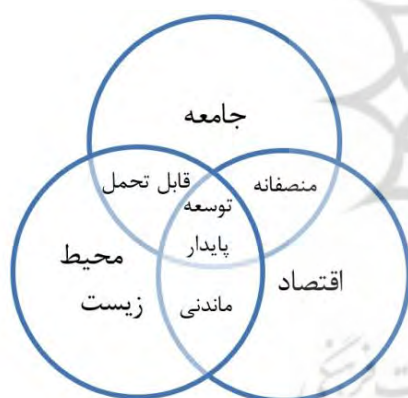 جامعه
منصفانه
قابل تحمل
توسعه
پایدار
محیط
زیست
اقتصاد
ماندنی